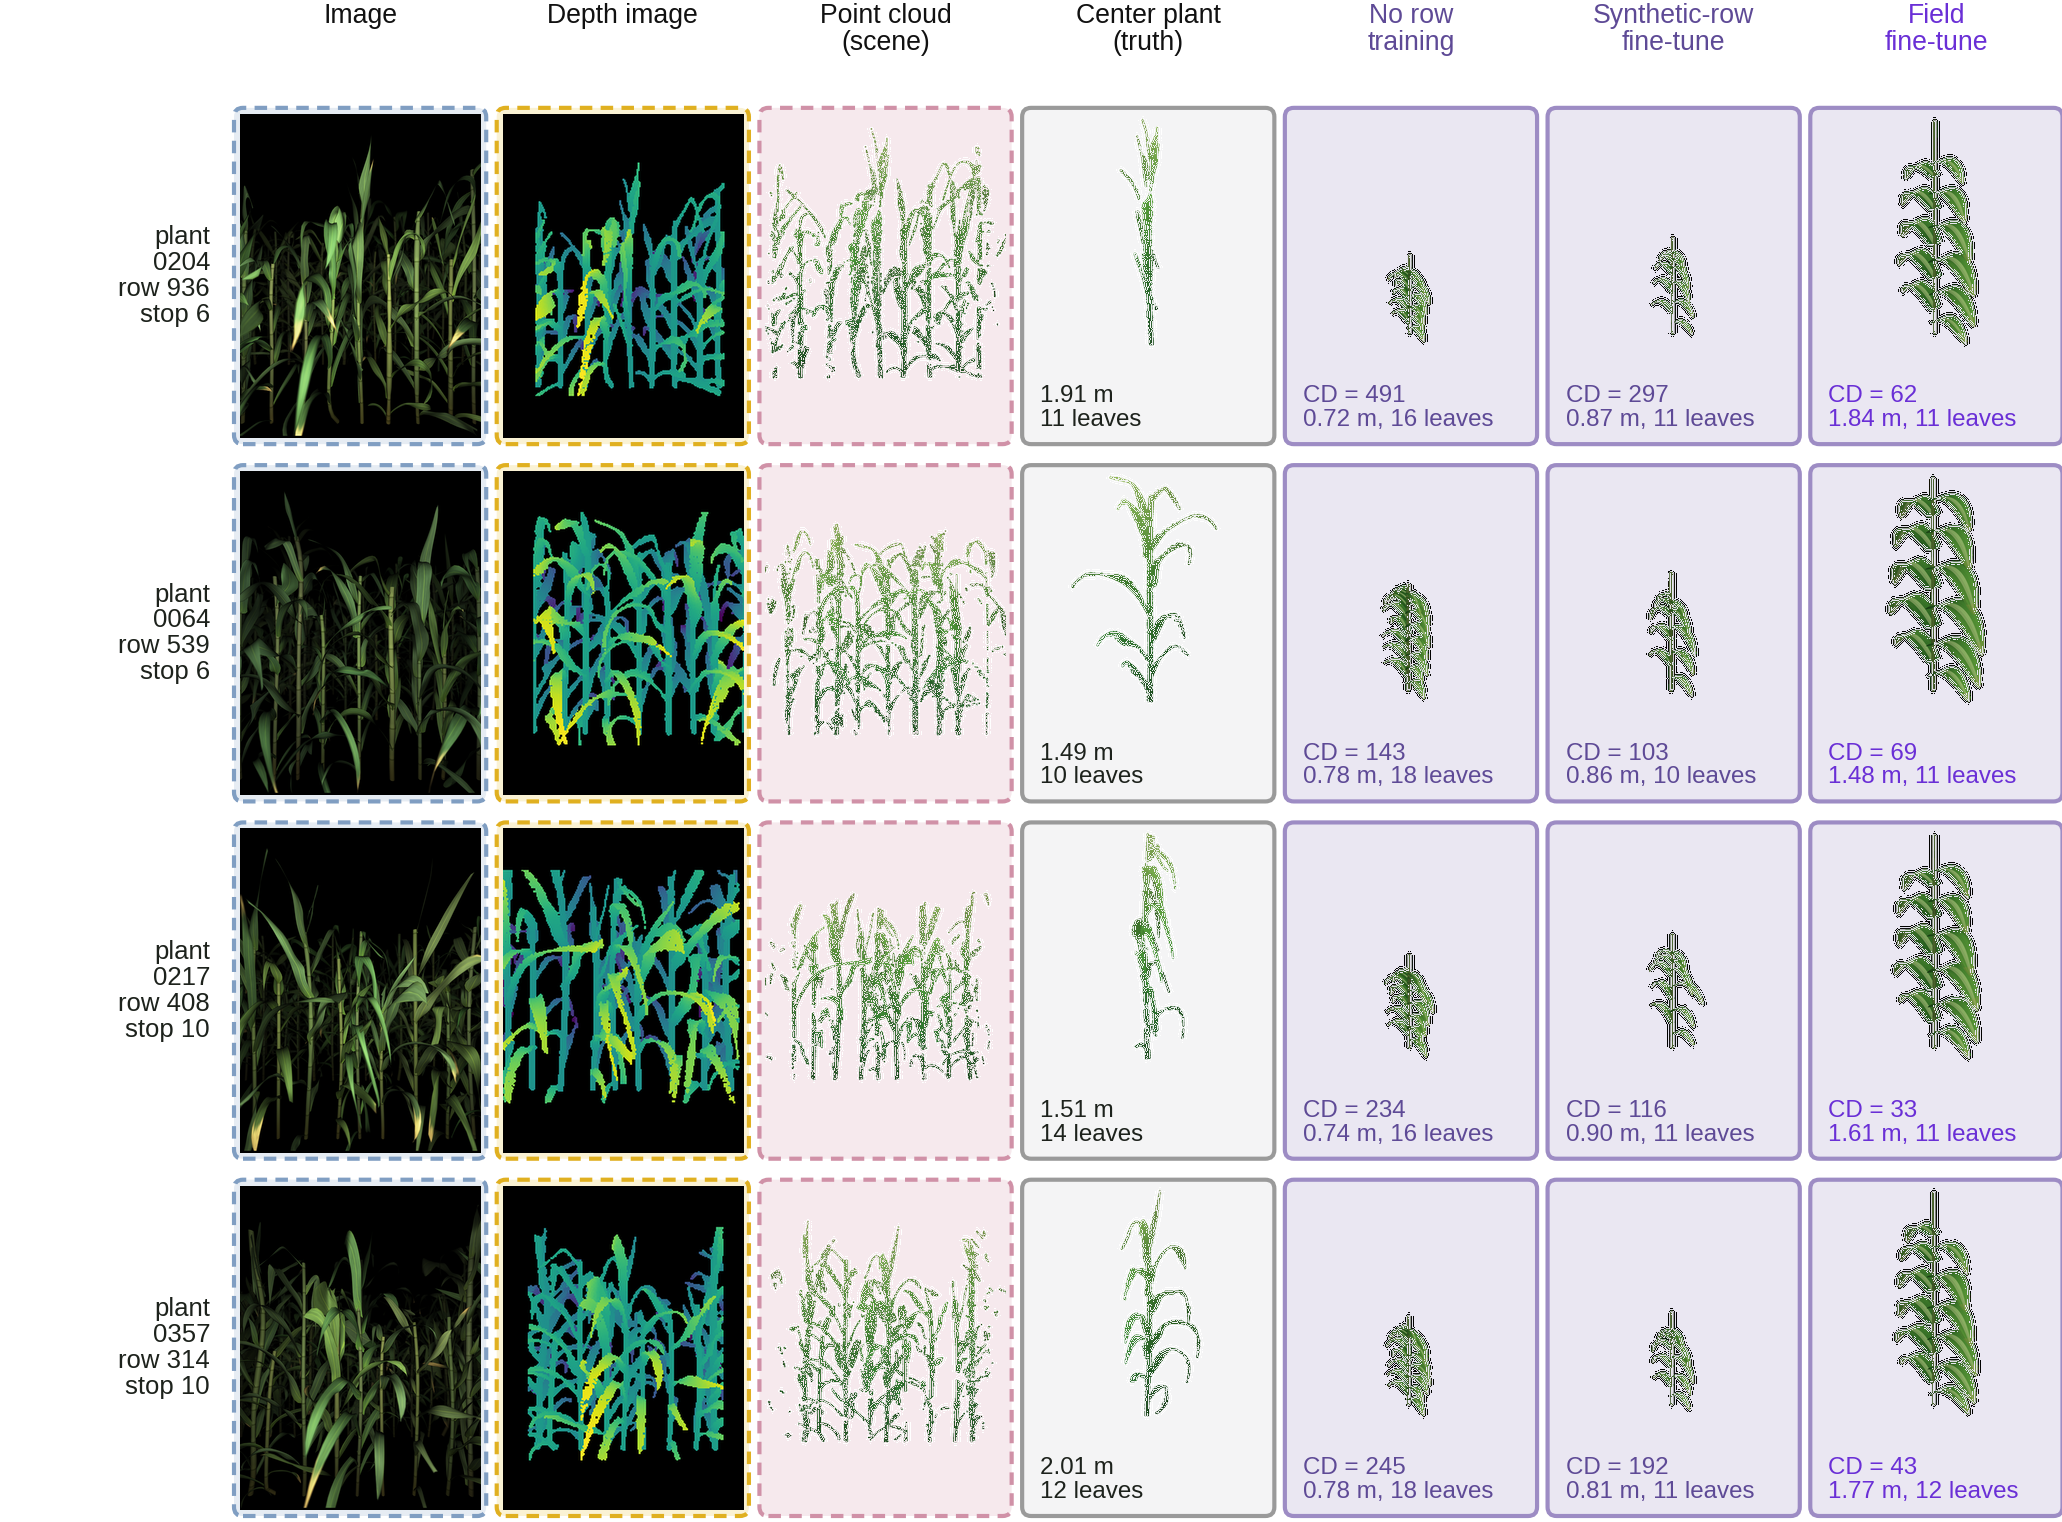 Image
Depth image
Point cloud
(scene)
Center plant
(truth)
No row
training
Synthetic-row
fine-tune
Field
fine-tune
plant
0204
row 936
stop 6
1.91 m
11 leaves
CD = 491
0.72 m, 16 leaves
CD = 297
0.87 m, 11 leaves
CD = 62
1.84 m, 11 leaves
plant
0064
row 539
stop 6
1.49 m
10 leaves
CD = 143
0.78 m, 18 leaves
CD = 103
0.86 m, 10 leaves
CD = 69
1.48 m, 11 leaves
plant
0217
row 408
stop 10
1.51 m
14 leaves
CD = 234
0.74 m, 16 leaves
CD = 116
0.90 m, 11 leaves
CD = 33
1.61 m, 11 leaves
plant
0357
row 314
stop 10
2.01 m
12 leaves
CD = 245
0.78 m, 18 leaves
CD = 192
0.81 m, 11 leaves
CD = 43
1.77 m, 12 leaves